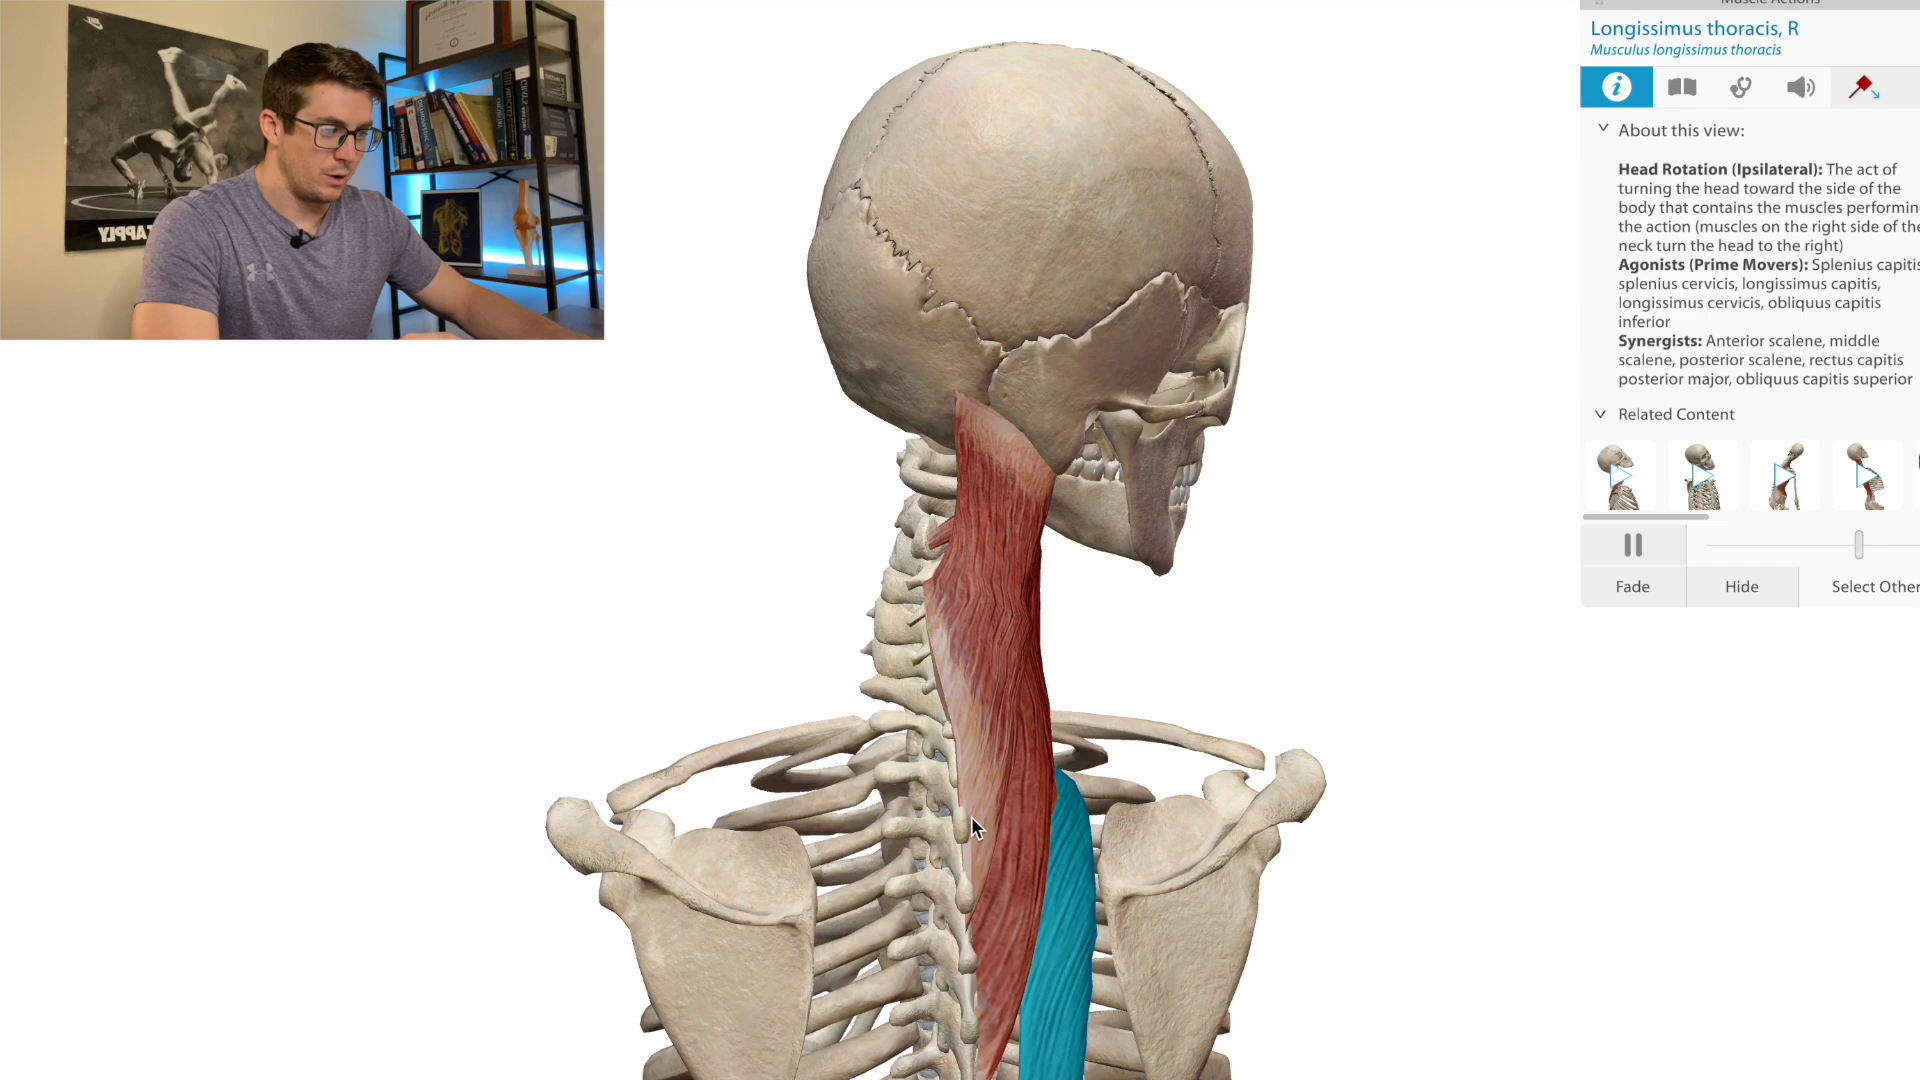 Muscle Actions
Longissimus thoracis, R
Musculus longissimus thoracis
About this view:
Head Rotation (Ipsilateral): The act of
turning the head toward the side of the
body that contains the muscles performin
the action (muscles on the right side of the
neck turn the head to the right)
Agonists (Prime Movers): Splenius capitis
splenius cervicis, longissimus capitis,
longissimus cervicis, obliquus capitis
inferior
Synergists: Anterior scalene, middle
scalene, posterior scalene, rectus capitis
posterior major, obliquus capitis superior
Related Content
Fade
Hide
Select Other